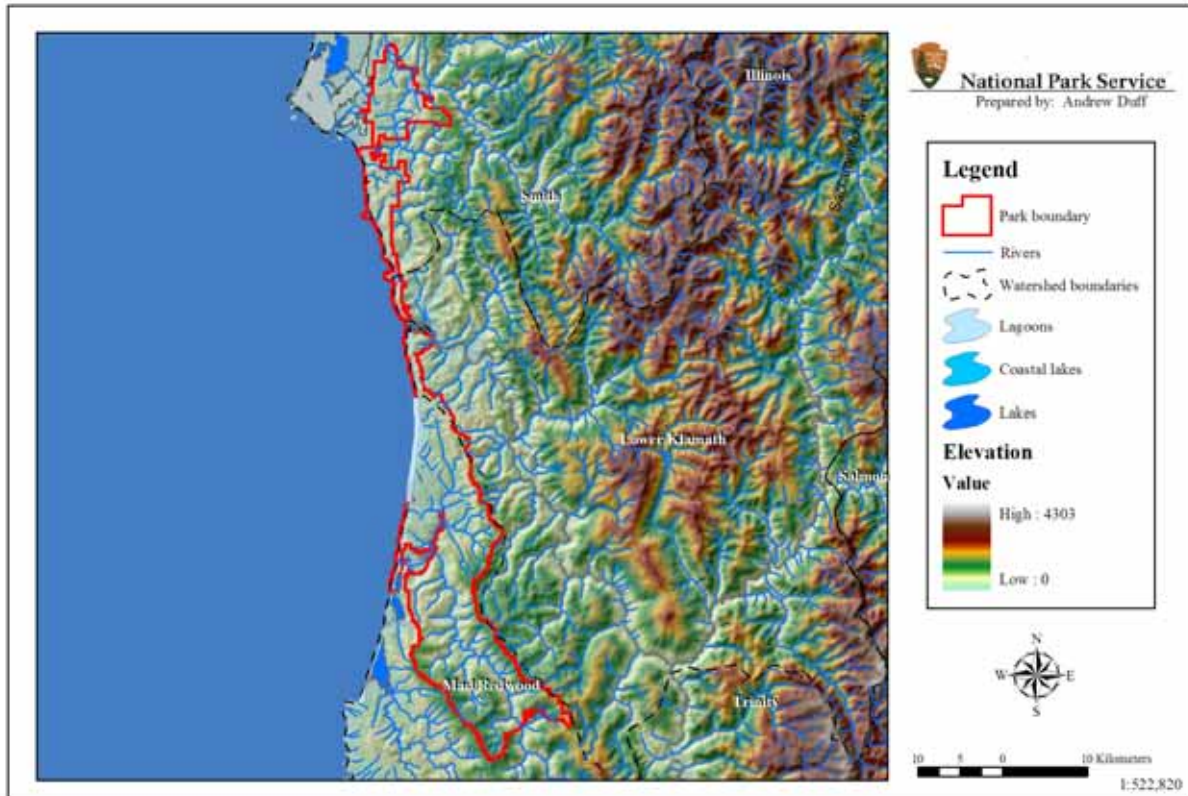 Illinois
Smith
Lower Klamath
Salmon
Mad/Redwood
Trinity
National Park Service
Prepared by: Andrew Duff
Legend
Park boundary
Rivers
Watershed boundaries
Lagoons
Coastal lakes
Lakes
Elevation
Value
High : 4303
Low : 0
N
W E
S
10 5 0 10 Kilometers
1:522,820